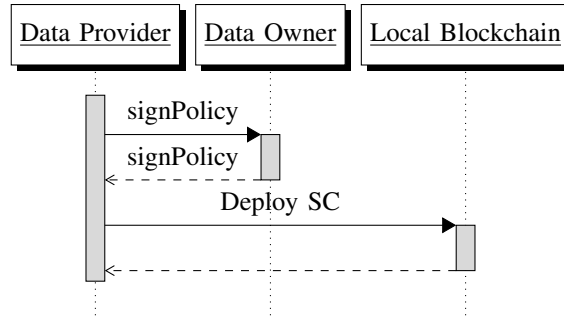 Data Provider
Data Owner
Local Blockchain
signPolicy
signPolicy
Deploy SC